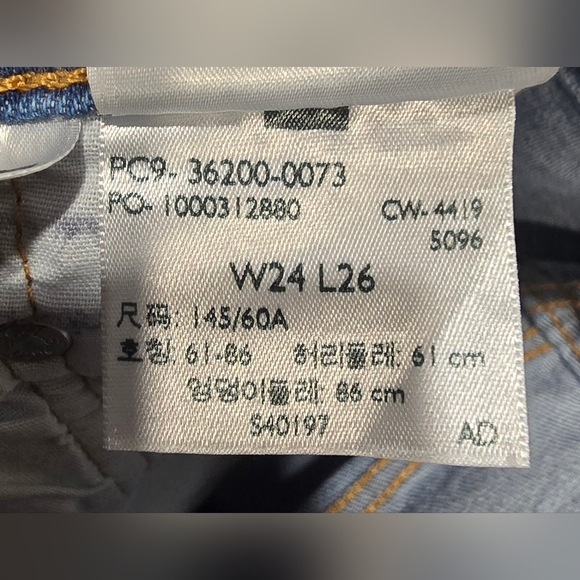 PC9- 36200-0073
PO- 1000312880
CW- 4419
5096
W24 L26
尺码: 145/60A
호칭: 61-86 허리둘레: 61 cm
엉덩이둘레: 86 cm
S40197
AD